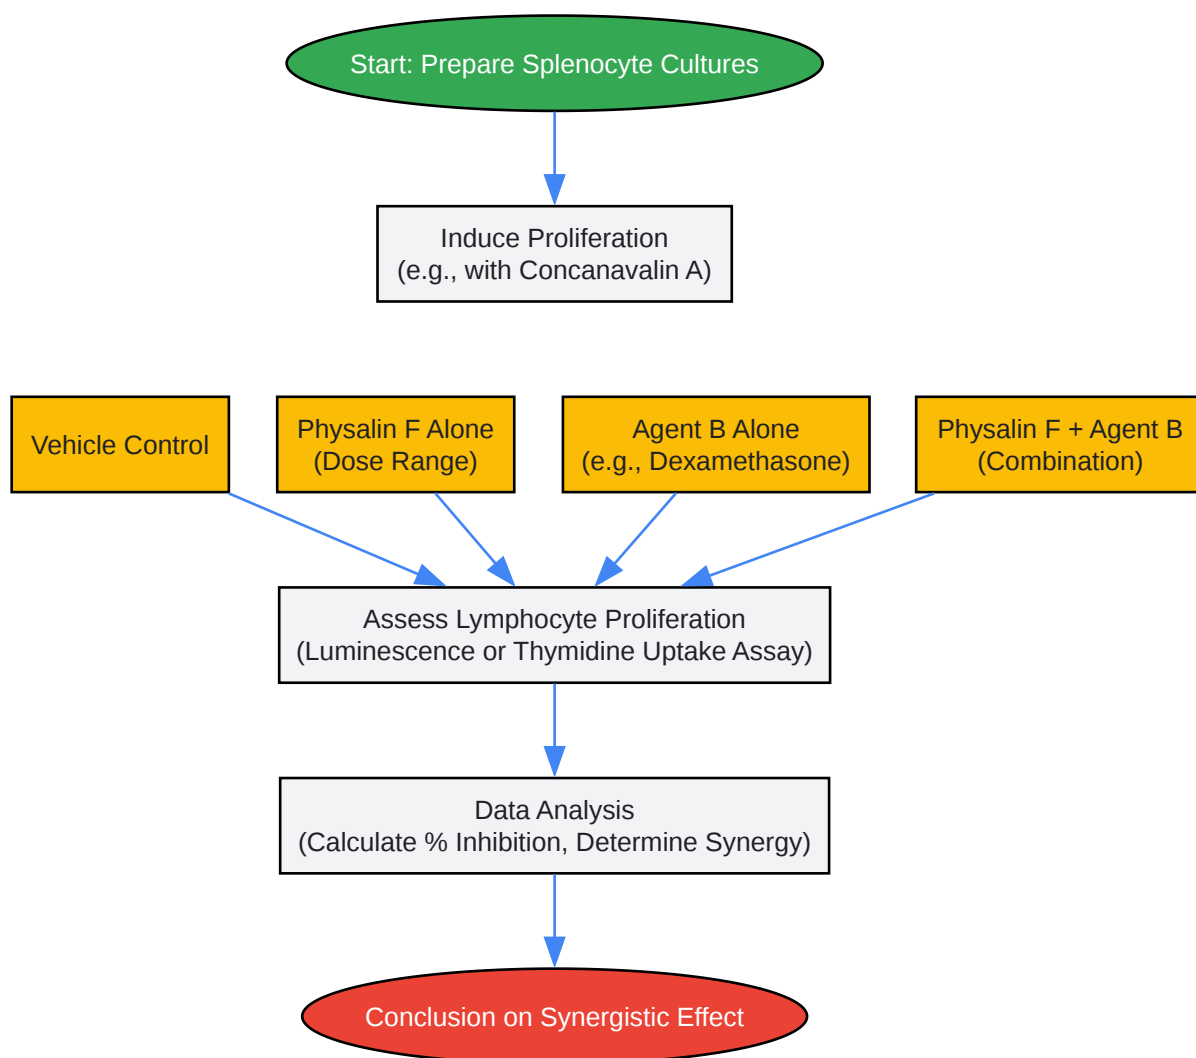 Start: Prepare Splenocyte Cultures
Induce Proliferation
(e.g., with Concanavalin A)
Vehicle Control
Physalin F Alone
(Dose Range)
Agent B Alone
(e.g., Dexamethasone)
Physalin F + Agent B
(Combination)
Assess Lymphocyte Proliferation
(Luminescence or Thymidine Uptake Assay)
Data Analysis
(Calculate % Inhibition, Determine Synergy)
Conclusion on Synergistic Effect